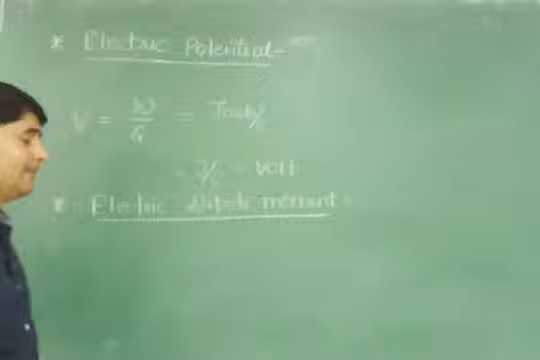 * Electric Potential-
V = W/q = Joule/c
= J/c = volt
* Electric dipole moment -